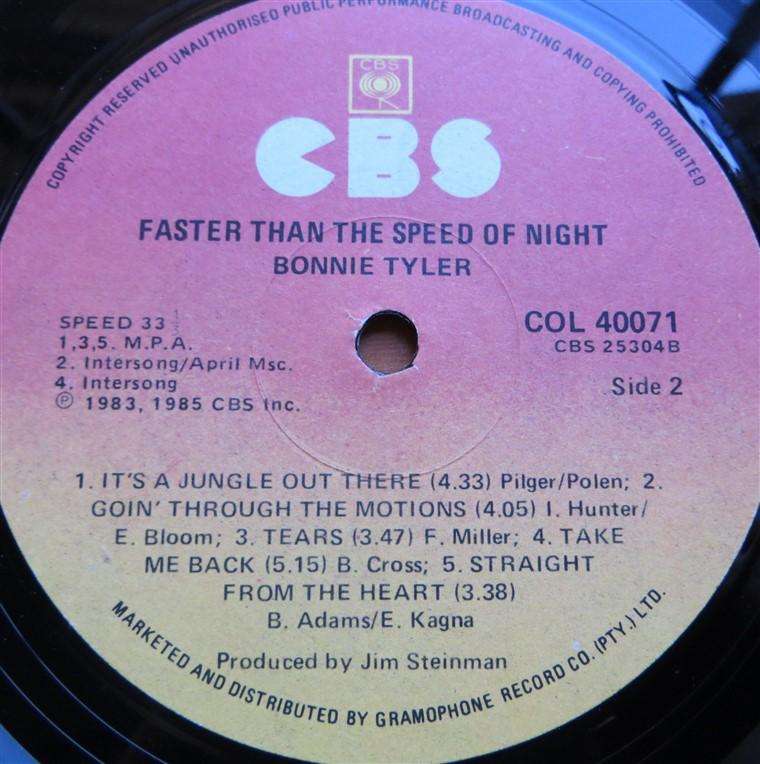 COPYRIGHT RESERVED UNAUTHORISED PUBLIC PERFORMANCE BROADCASTING AND COPYING PROHIBITED
CBS
CBS
FASTER THAN THE SPEED OF NIGHT
BONNIE TYLER
SPEED 33 ⅓
1,3,5. M.P.A.
2. Intersong/April Msc.
4. Intersong
℗ 1983, 1985 CBS Inc.
COL 40071
CBS 25304B
Side 2
1. IT'S A JUNGLE OUT THERE (4.33) Pilger/Polen; 2.
GOIN' THROUGH THE MOTIONS (4.05) I. Hunter/
E. Bloom; 3. TEARS (3.47) F. Miller; 4. TAKE
ME BACK (5.15) B. Cross; 5. STRAIGHT
FROM THE HEART (3.38)
B. Adams/E. Kagna
Produced by Jim Steinman
MARKETED AND DISTRIBUTED BY GRAMOPHONE RECORD CO. (PTY.) LTD.